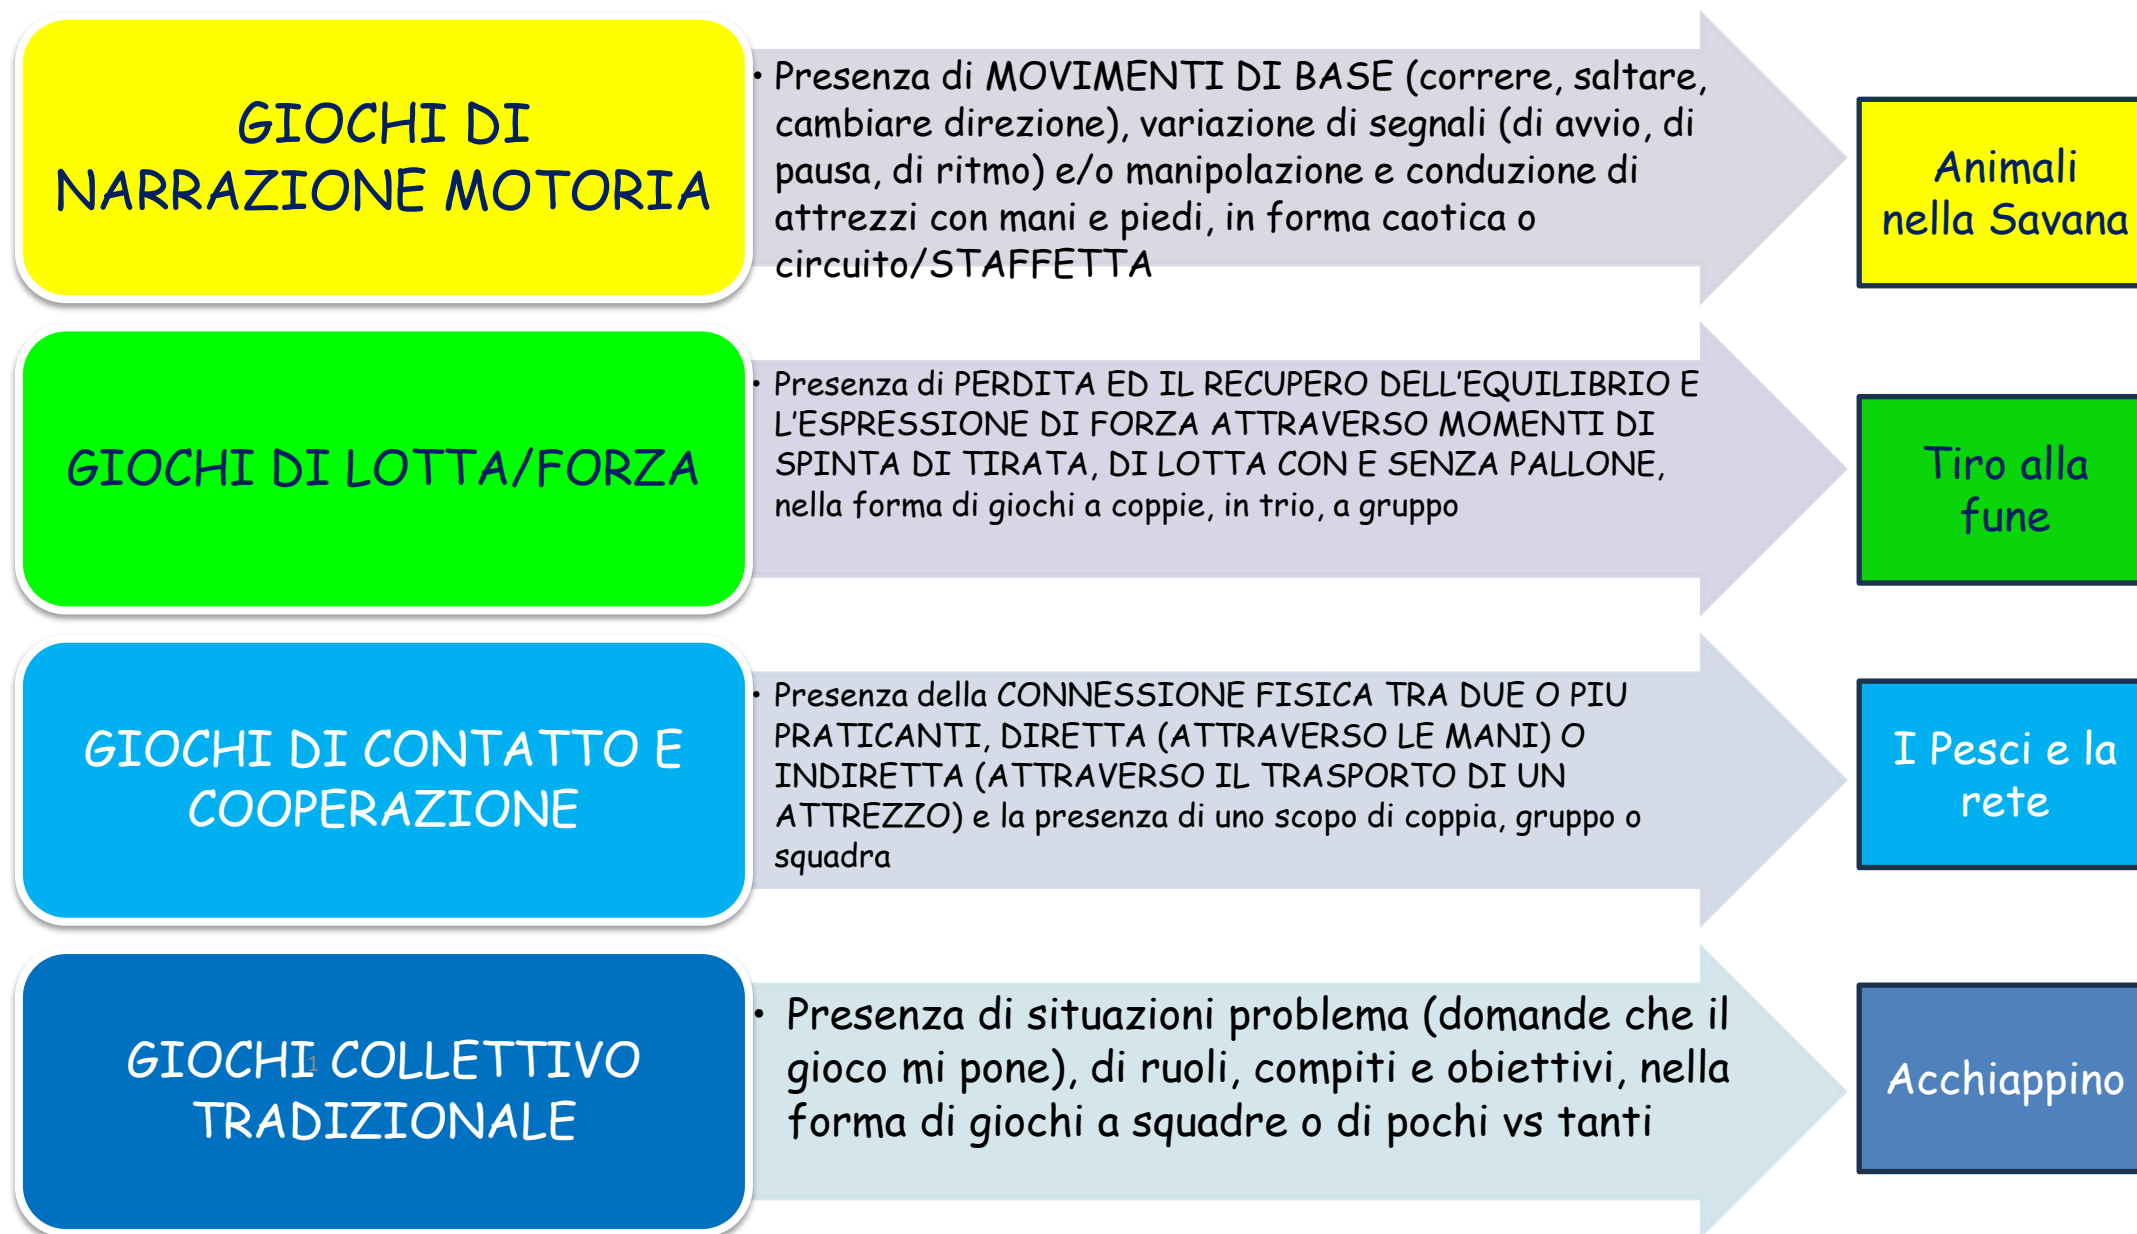 GIOCHI DI
NARRAZIONE MOTORIA
• Presenza di MOVIMENTI DI BASE (correre, saltare,
cambiare direzione), variazione di segnali (di avvio, di
pausa, di ritmo) e/o manipolazione e conduzione di
attrezzi con mani e piedi, in forma caotica o
circuito/STAFFETTA
Animali
nella Savana
GIOCHI DI LOTTA/FORZA
• Presenza di PERDITA ED IL RECUPERO DELL'EQUILIBRIO E
L'ESPRESSIONE DI FORZA ATTRAVERSO MOMENTI DI
SPINTA DI TIRATA, DI LOTTA CON E SENZA PALLONE,
nella forma di giochi a coppie, in trio, a gruppo
Tiro alla
fune
GIOCHI DI CONTATTO E
COOPERAZIONE
• Presenza della CONNESSIONE FISICA TRA DUE O PIU
PRATICANTI, DIRETTA (ATTRAVERSO LE MANI) O
INDIRETTA (ATTRAVERSO IL TRASPORTO DI UN
ATTREZZO) e la presenza di uno scopo di coppia, gruppo o
squadra
I Pesci e la
rete
GIOCHI COLLETTIVO
TRADIZIONALE
1
• Presenza di situazioni problema (domande che il
gioco mi pone), di ruoli, compiti e obiettivi, nella
forma di giochi a squadre o di pochi vs tanti
Acchiappino